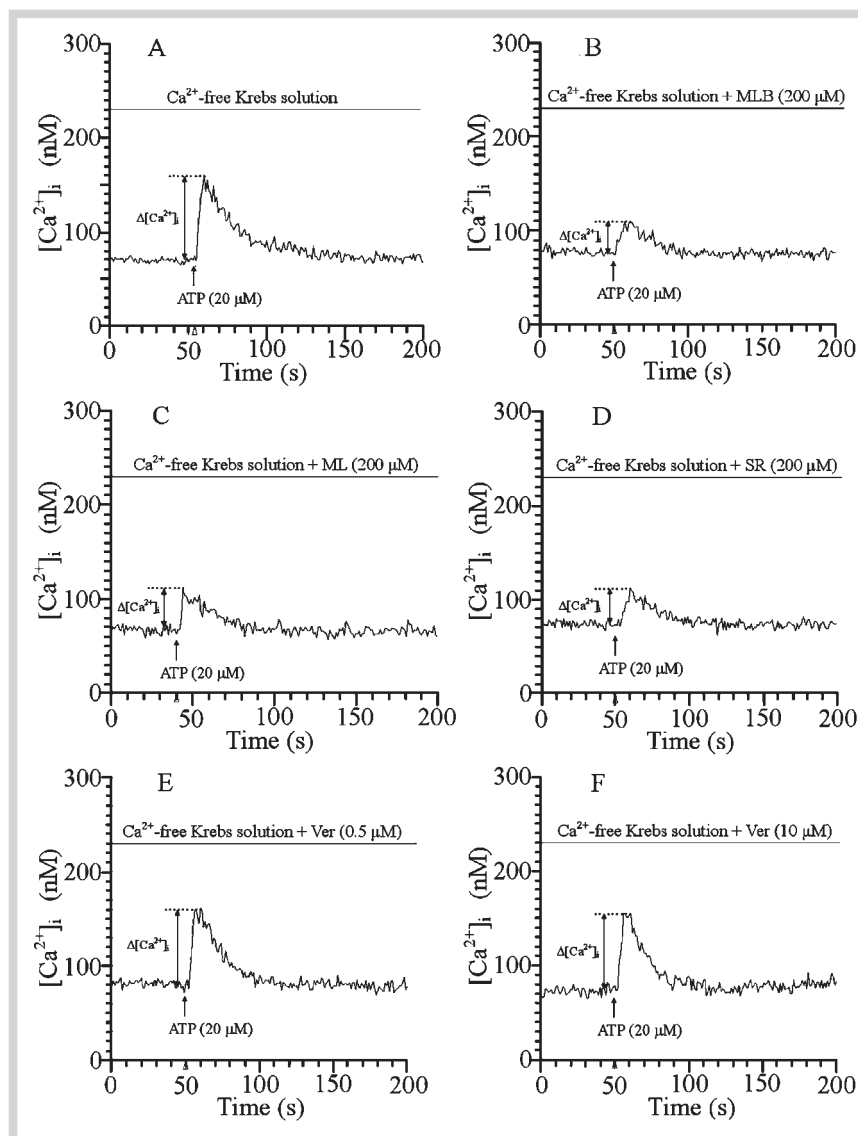 A
300
200
100
0
[Ca²⁺]ᵢ (nM)
Ca²⁺-free Krebs solution
Δ[Ca²⁺]ᵢ
ATP (20 μM)
0 50 100 150 200
Time (s)
B
300
200
100
0
[Ca²⁺]ᵢ (nM)
Ca²⁺-free Krebs solution + MLB (200 μM)
Δ[Ca²⁺]ᵢ
ATP (20 μM)
0 50 100 150 200
Time (s)
C
300
200
100
0
[Ca²⁺]ᵢ (nM)
Ca²⁺-free Krebs solution + ML (200 μM)
Δ[Ca²⁺]ᵢ
ATP (20 μM)
0 50 100 150 200
Time (s)
D
300
200
100
0
[Ca²⁺]ᵢ (nM)
Ca²⁺-free Krebs solution + SR (200 μM)
Δ[Ca²⁺]ᵢ
ATP (20 μM)
0 50 100 150 200
Time (s)
E
300
200
100
0
[Ca²⁺]ᵢ (nM)
Ca²⁺-free Krebs solution + Ver (0.5 μM)
Δ[Ca²⁺]ᵢ
ATP (20 μM)
0 50 100 150 200
Time (s)
F
300
200
100
0
[Ca²⁺]ᵢ (nM)
Ca²⁺-free Krebs solution + Ver (10 μM)
Δ[Ca²⁺]ᵢ
ATP (20 μM)
0 50 100 150 200
Time (s)